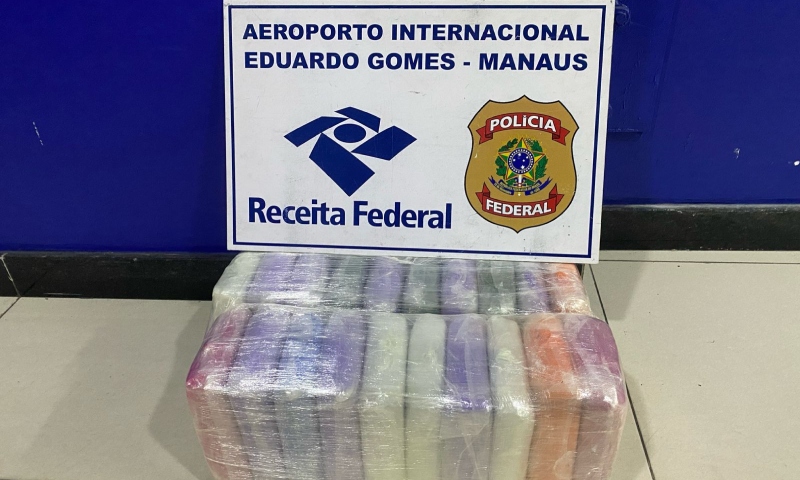 AEROPORTO INTERNACIONAL
EDUARDO GOMES - MANAUS
POLÍCIA
FEDERAL
Receita Federal